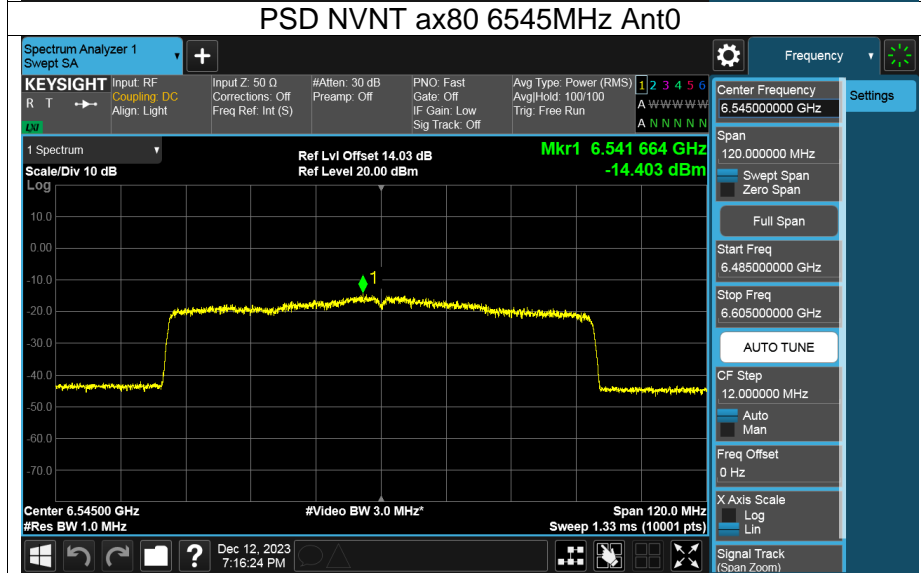 PSD NVNT ax80 6545MHz Ant0
Spectrum Analyzer 1
Swept SA
+
Frequency
KEYSIGHT
R T
LXI
Input: RF
Coupling: DC
Align: Light
Input Z: 50 Ω
Corrections: Off
Freq Ref: Int (S)
#Atten: 30 dB
Preamp: Off
PNO: Fast
Gate: Off
IF Gain: Low
Sig Track: Off
Avg Type: Power (RMS)
Avg|Hold: 100/100
Trig: Free Run
1 2 3 4 5 6
A W W W W W
A N N N N N
1 Spectrum
Scale/Div 10 dB
Ref Lvl Offset 14.03 dB
Ref Level 20.00 dBm
Mkr1 6.541 664 GHz
-14.403 dBm
Log
10.0
0.00
-10.0
-20.0
-30.0
-40.0
-50.0
-60.0
-70.0
1
Center 6.54500 GHz
#Res BW 1.0 MHz
#Video BW 3.0 MHz*
Span 120.0 MHz
Sweep 1.33 ms (10001 pts)
?
Dec 12, 2023
7:16:24 PM
Center Frequency
6.545000000 GHz
Span
120.000000 MHz
Swept Span
Zero Span
Full Span
Start Freq
6.485000000 GHz
Stop Freq
6.605000000 GHz
AUTO TUNE
CF Step
12.000000 MHz
Auto
Man
Freq Offset
0 Hz
X Axis Scale
Log
Lin
Signal Track
(Span Zoom)
Settings